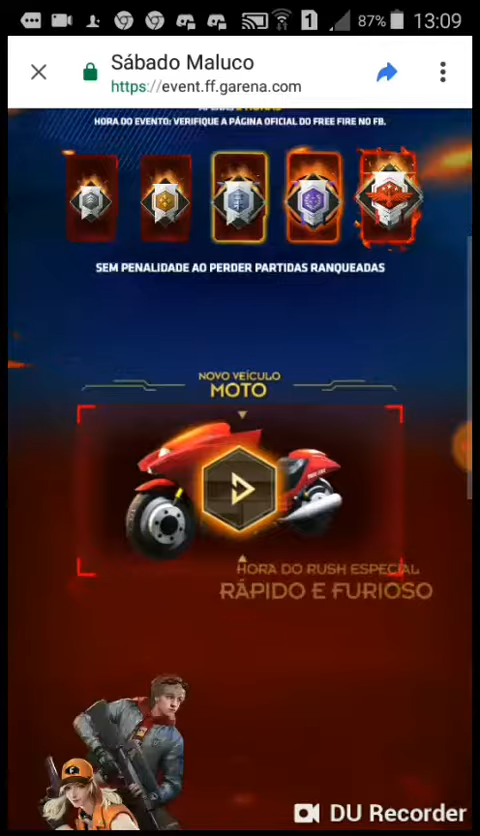 1
87%
13:09
Sábado Maluco
https://event.ff.garena.com
HORA DO EVENTO: VERIFIQUE A PÁGINA OFICIAL DO FREE FIRE NO FB.
SEM PENALIDADE AO PERDER PARTIDAS RANQUEADAS
NOVO VEÍCULO
MOTO
HORA DO RUSH ESPECIAL
RÁPIDO E FURIOSO
DU Recorder